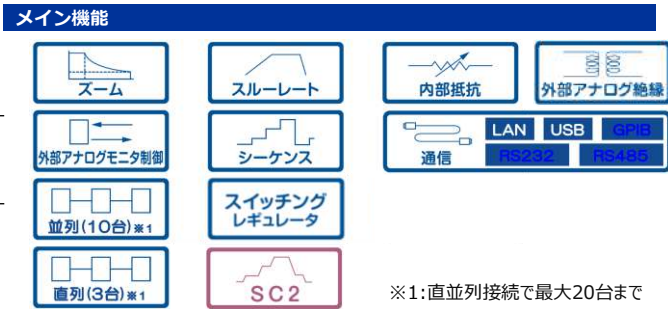 メイン機能
ズーム
スルーレート
内部抵抗
外部アナログ絶縁
外部アナログモニタ制御
シーケンス
通信
LAN USB GPIB
RS232 RS485
並列(10台)※1
スイッチング
レギュレータ
直列(3台)※1
SC2
※1:直並列接続で最大20台まで